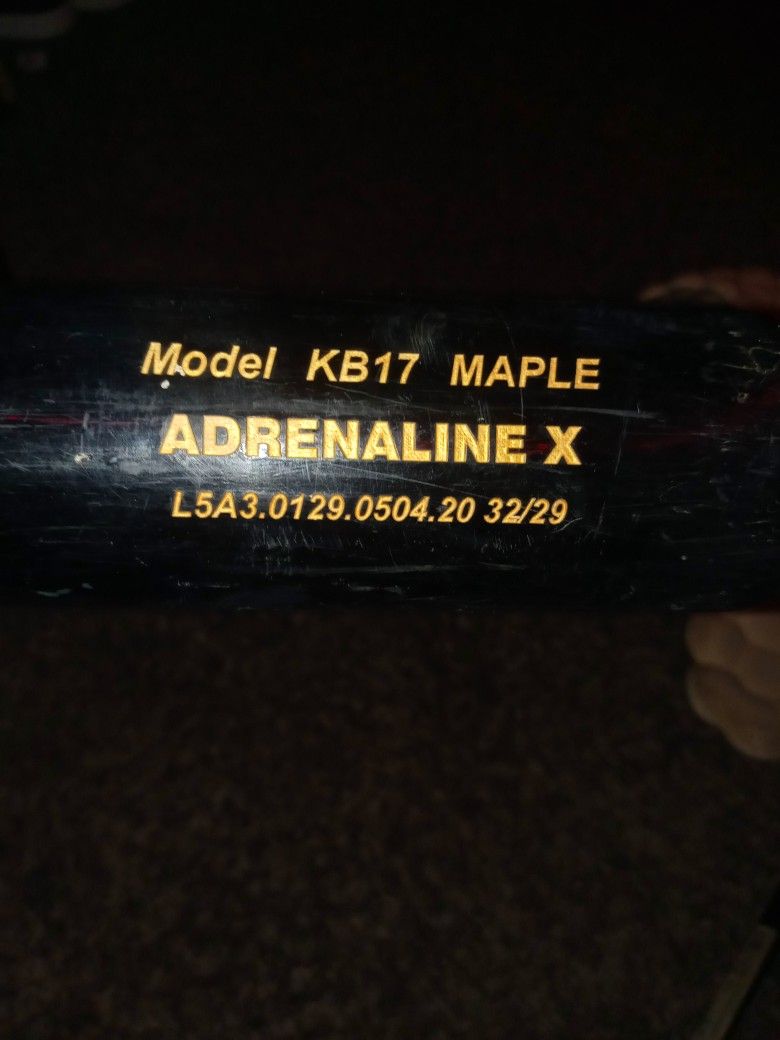 Model KB17 MAPLE
ADRENALINE X
L5A3.0129.0504.20 32/29